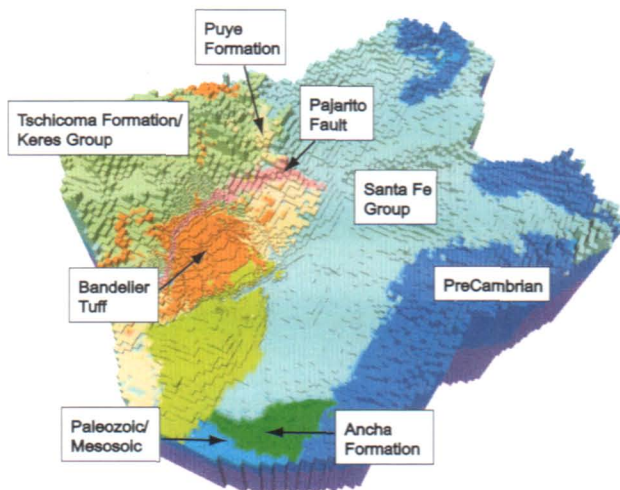 Puye
Formation
Pajarito
Fault
Tschicoma Formation/
Keres Group
Santa Fe
Group
Bandelier
Tuff
PreCambrian
Paleozoic/
Mesosoic
Ancha
Formation